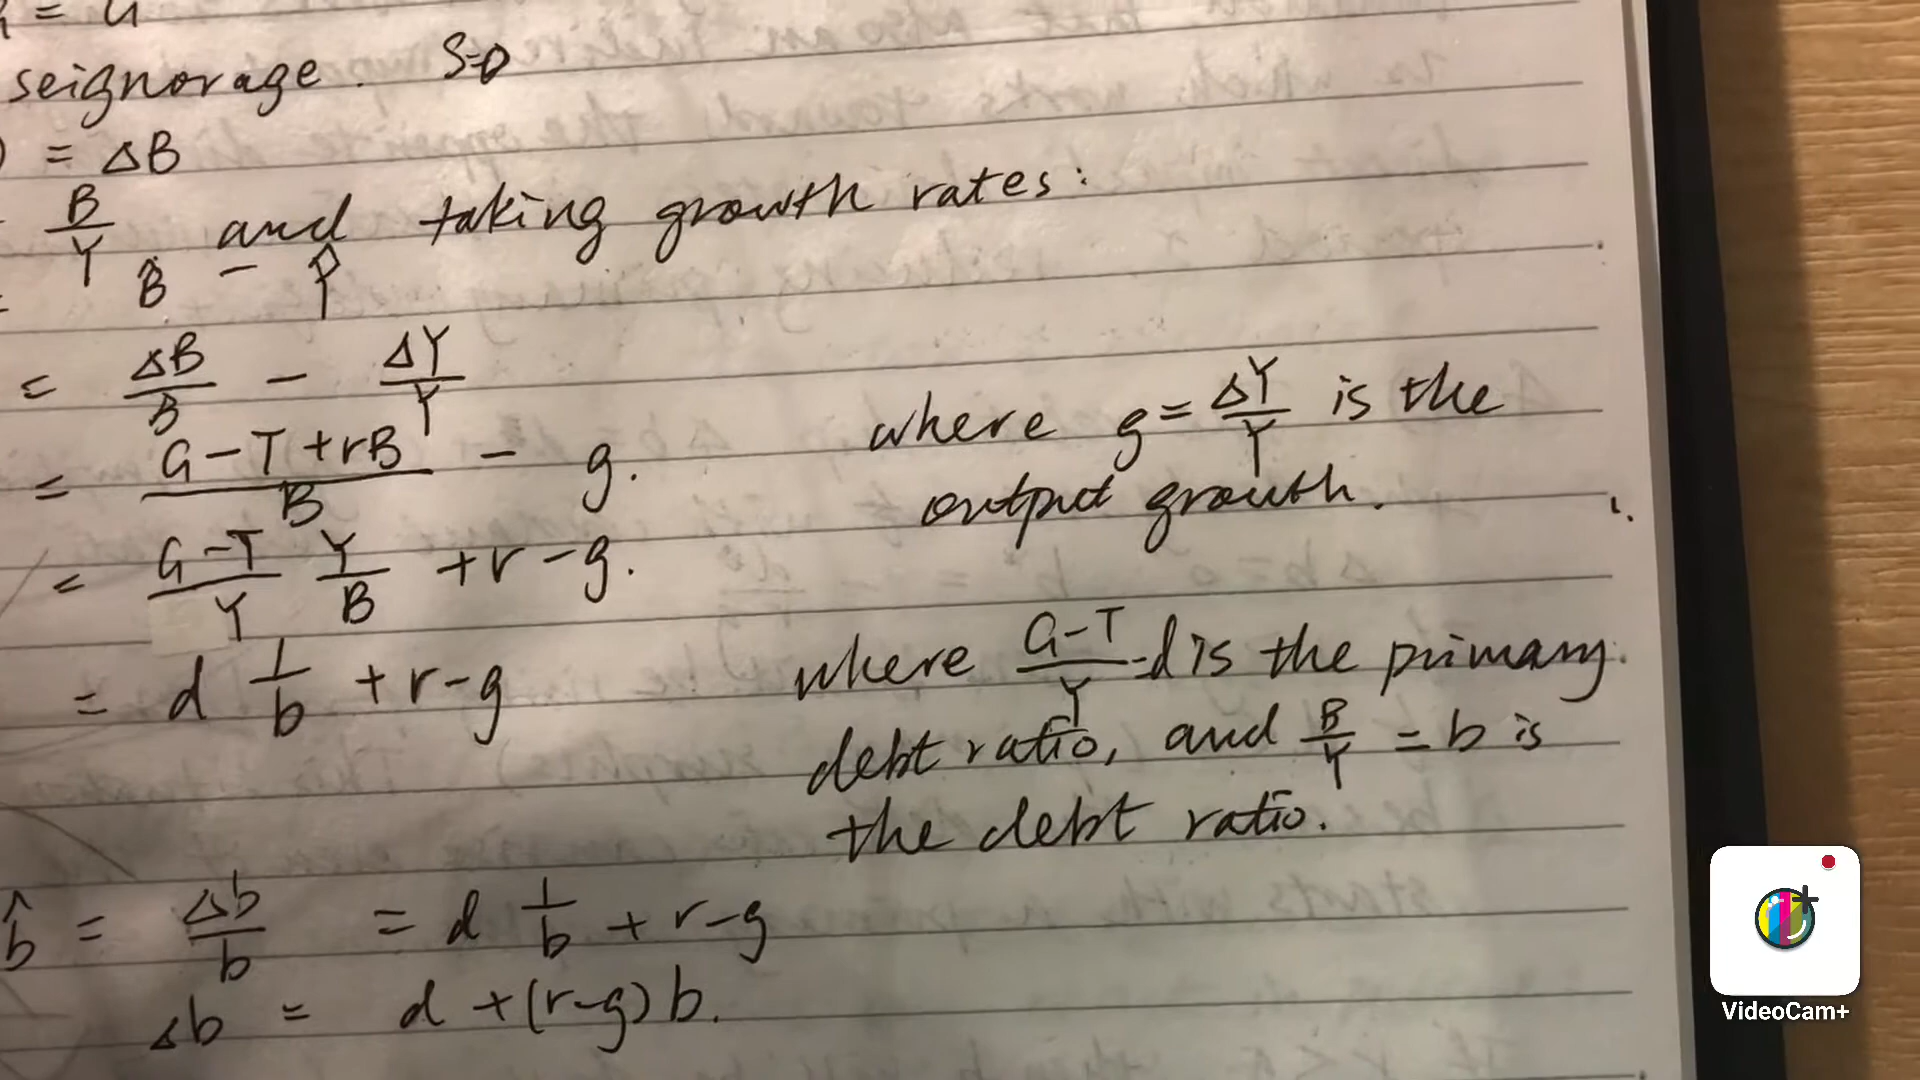 seignorage. S=0
= ΔB
B/Y and taking growth rates:
B̂ - Ŷ
= ΔB/B - ΔY/Y
where g = ΔY/Y is the
= (G-T+rB)/B - g.
output growth.
= (G-T)/Y Y/B + r - g.
where (G-T)/Y = d is the primary
= d 1/b + r - g
debt ratio, and B/Y = b is
the debt ratio.
b̂ = Δb/b = d 1/b + r - g
Δb = d + (r-g)b.
VideoCam+